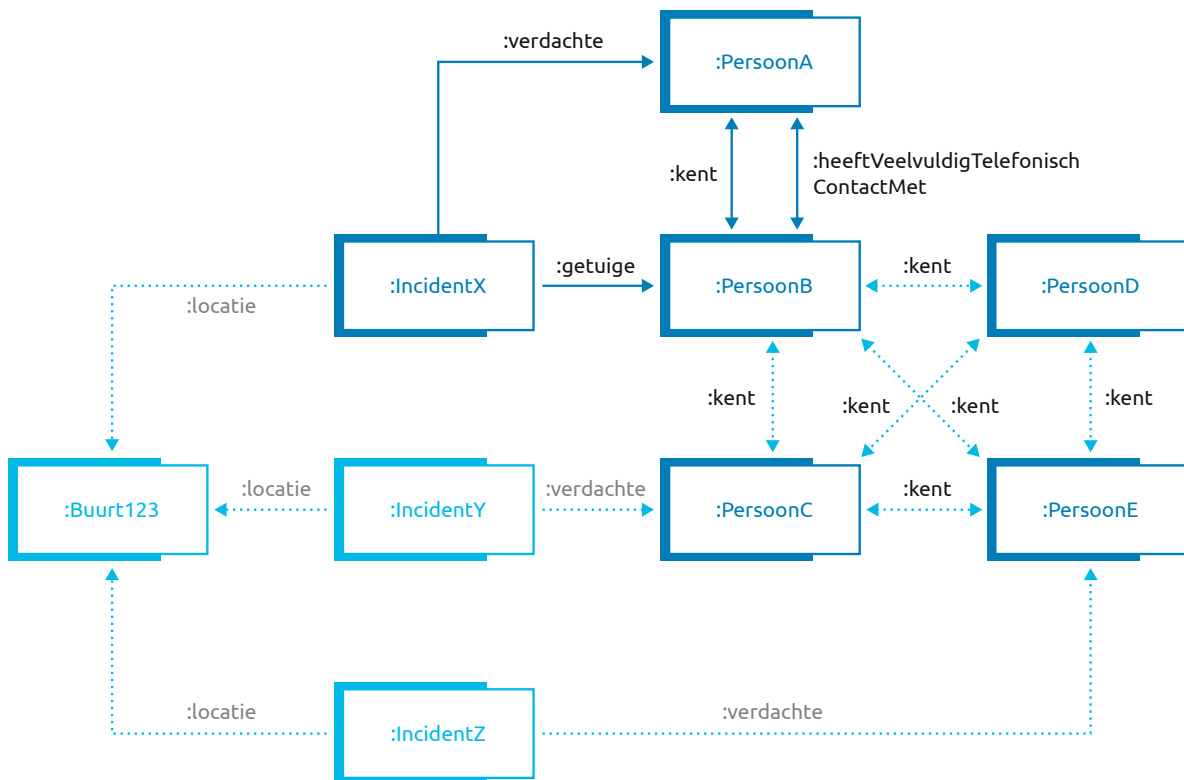 :verdachte
:PersoonA
:kent
:heeftVeelvuldigTelefonisch
ContactMet
:IncidentX
:getuige
:PersoonB
:kent
:PersoonD
:locatie
:kent
:kent
:kent
:kent
:Buurt123
:locatie
:IncidentY
:verdachte
:PersoonC
:kent
:PersoonE
:locatie
:IncidentZ
:verdachte